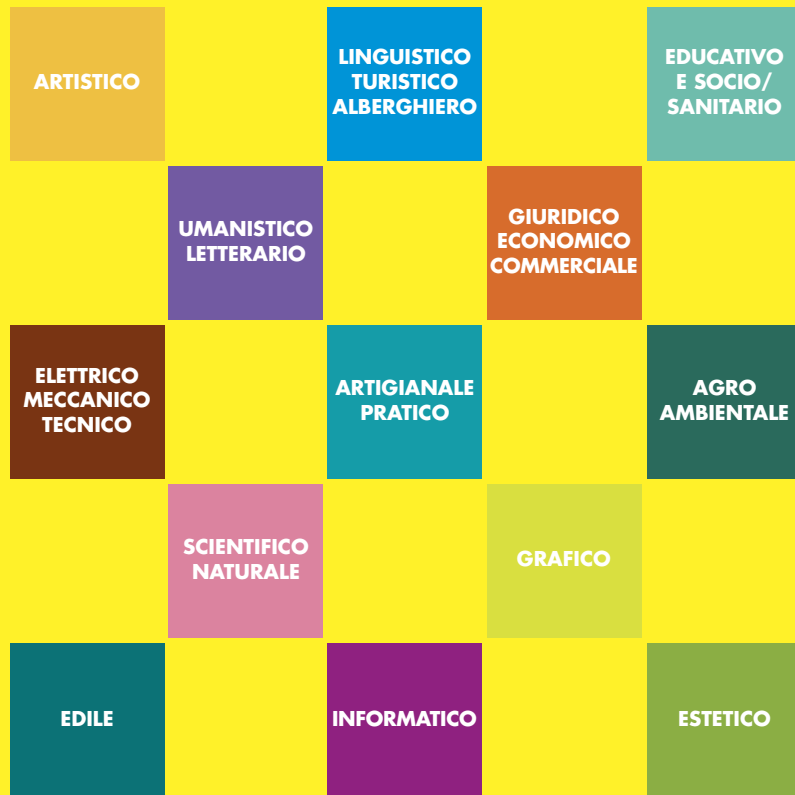 ARTISTICO
LINGUISTICO
TURISTICO
ALBERGHIERO
EDUCATIVO
E SOCIO/
SANITARIO
UMANISTICO
LETTERARIO
GIURIDICO
ECONOMICO
COMMERCIALE
ELETTRICO
MECCANICO
TECNICO
ARTIGIANALE
PRATICO
AGRO
AMBIENTALE
SCIENTIFICO
NATURALE
GRAFICO
EDILE
INFORMATICO
ESTETICO